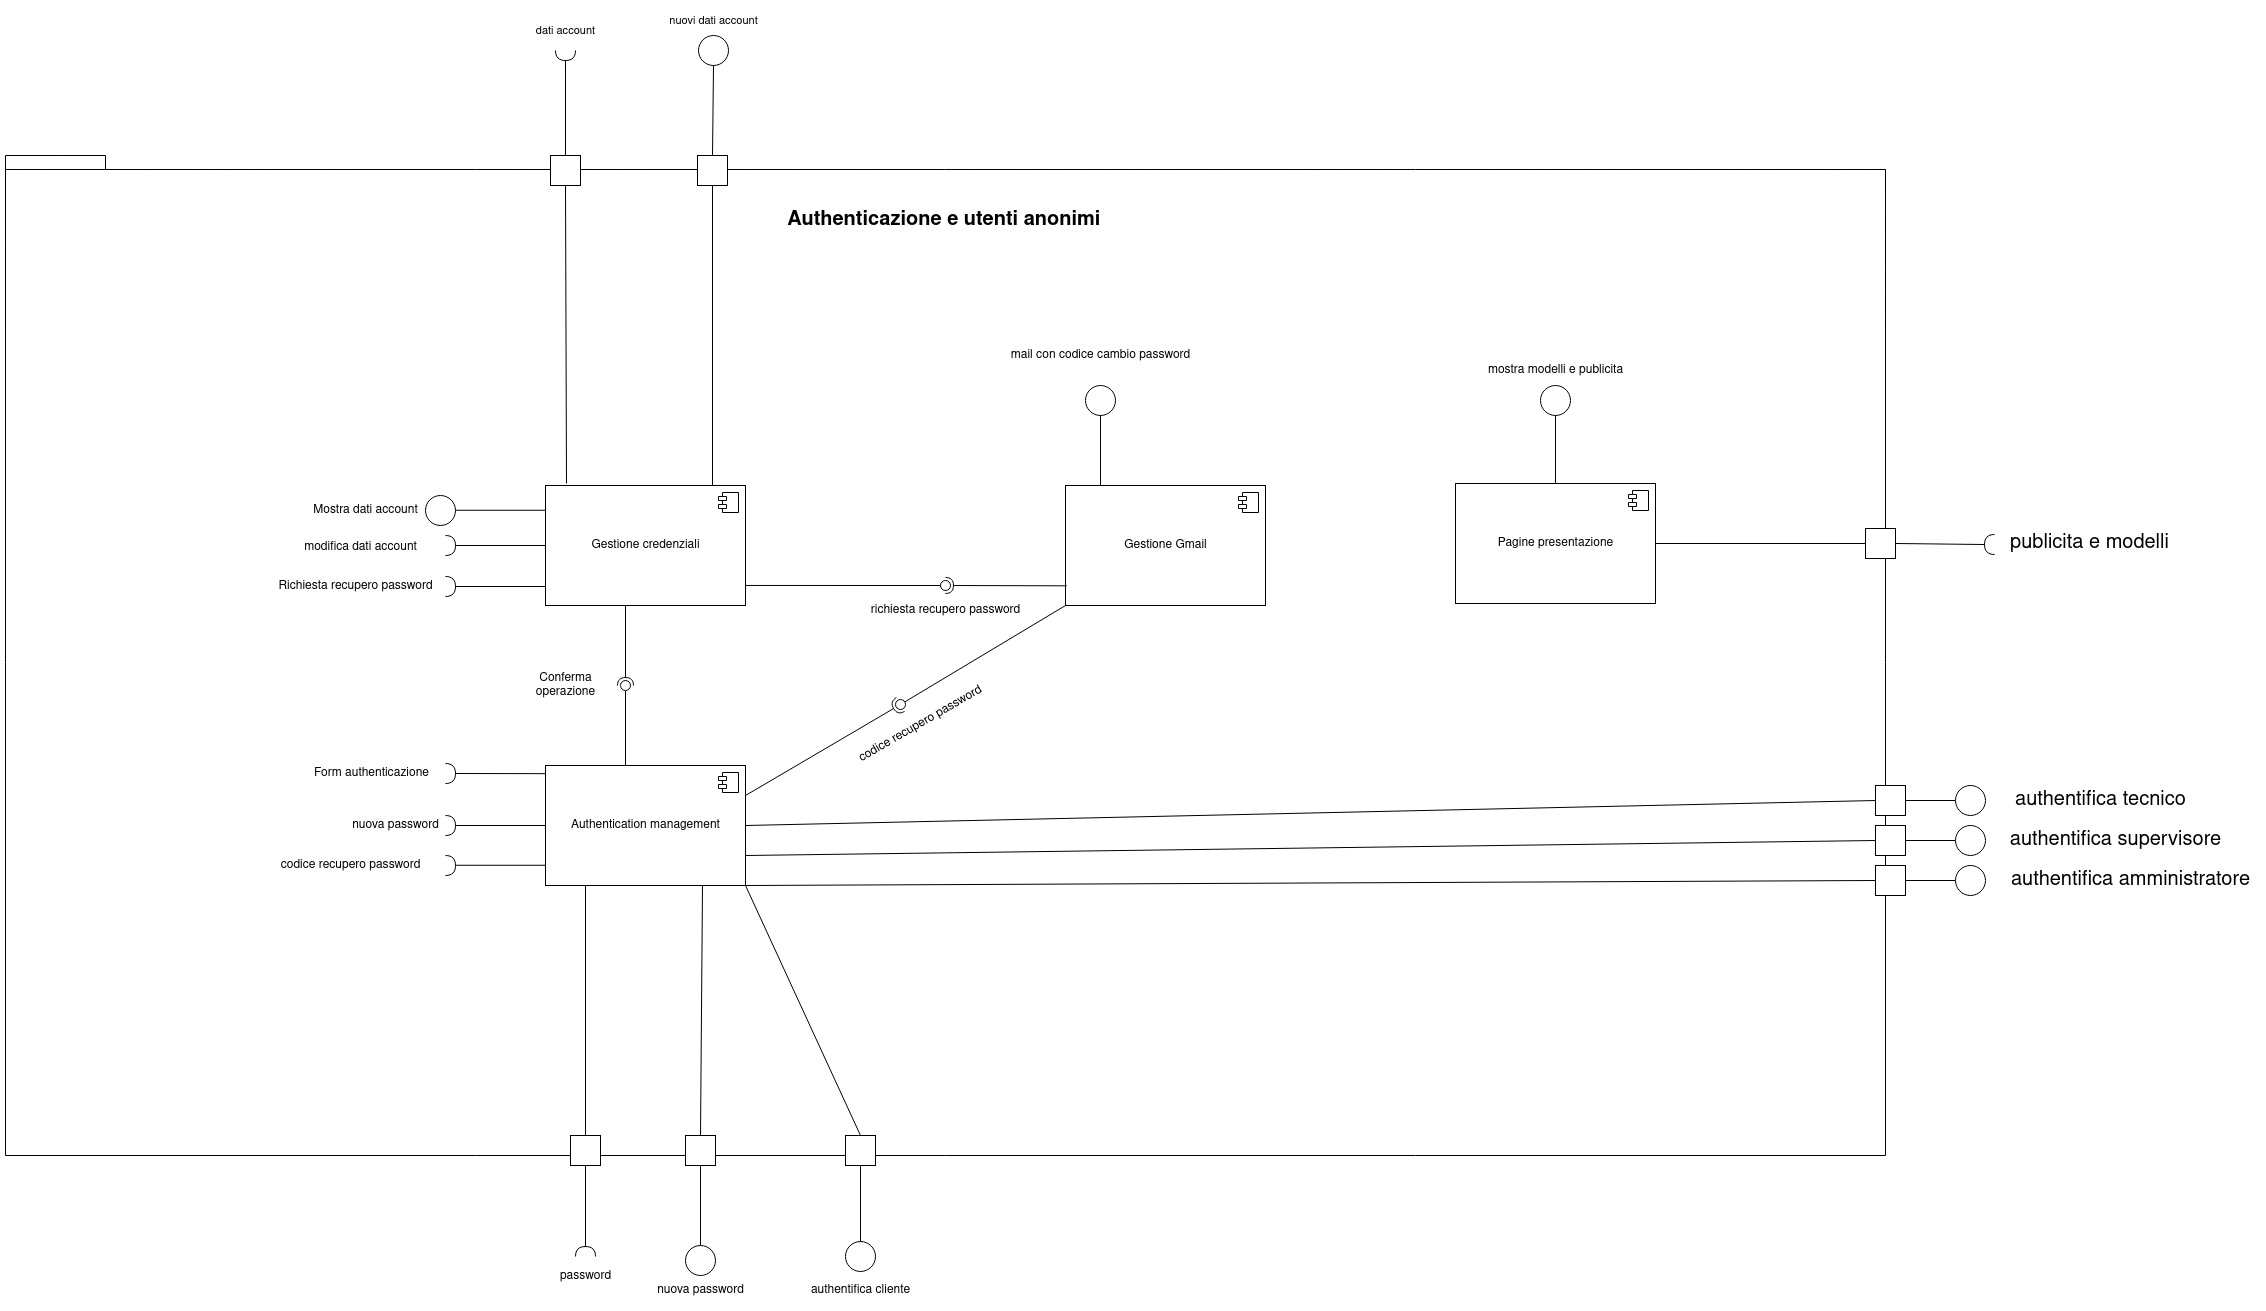 nuovi dati account
dati account
Authenticazione e utenti anonimi
mail con codice cambio password
mostra modelli e publicita
Mostra dati account
modifica dati account
Richiesta recupero password
Gestione credenziali
Gestione Gmail
Pagine presentazione
publicita e modelli
richiesta recupero password
Conferma
operazione
codice recupero password
Form authenticazione
nuova password
codice recupero password
Authentication management
authentifica tecnico
authentifica supervisore
authentifica amministratore
password
nuova password
authentifica cliente